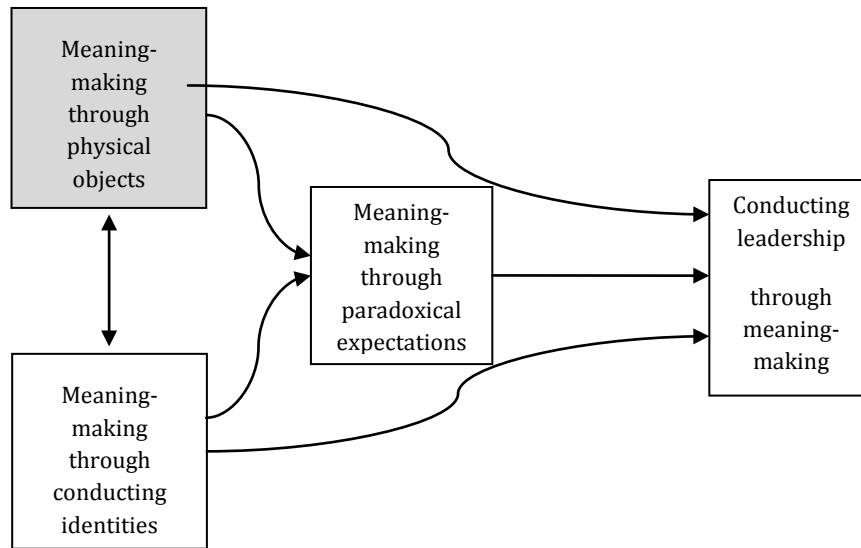 Meaning-
making
through
physical
objects
Meaning-
making
through
paradoxical
expectations
Conducting
leadership
through
meaning-
making
Meaning-
making
through
conducting
identities